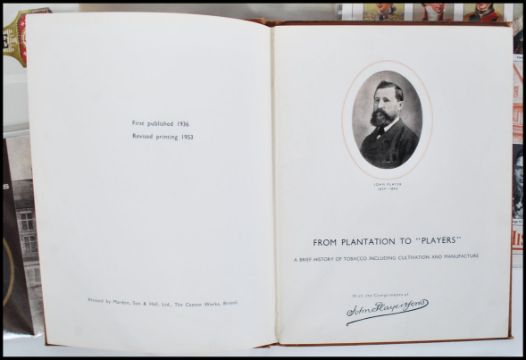 First published 1936
Revised printing 1953
Printed by Mardon, Son & Hall, Ltd., The Caxton Works, Bristol
JOHN PLAYER
FROM PLANTATION TO "PLAYERS"
A BRIEF HISTORY OF TOBACCO INCLUDING CULTIVATION AND MANUFACTURE
With the Compliments of
John Player & Sons